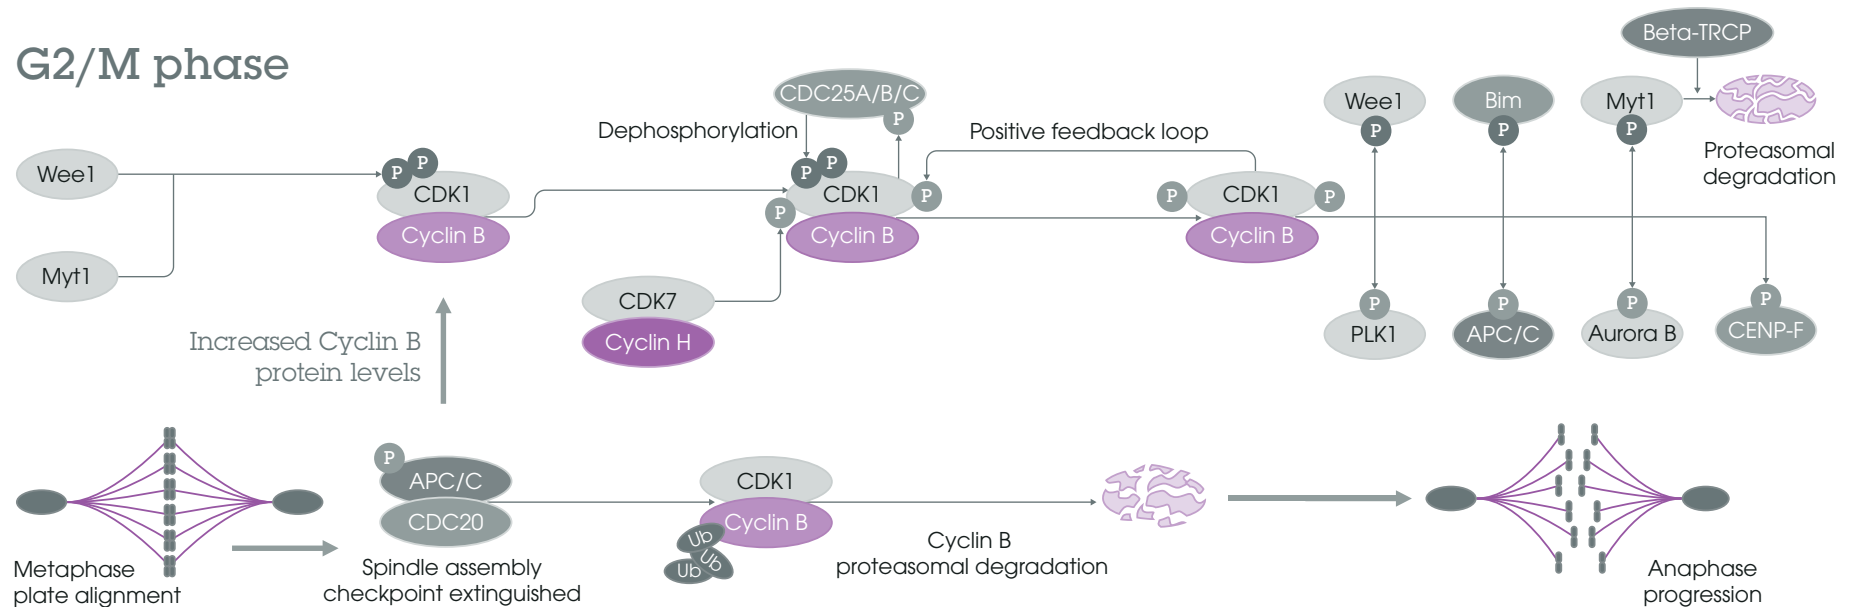 G2/M phase
Beta-TRCP
CDC25A/B/C
P
Dephosphorylation
Positive feedback loop
Wee1
P
Bim
P
Myt1
P
Proteasomal
degradation
Wee1
Myt1
P
P
CDK1
Cyclin B
P
P
CDK1
P
P
Cyclin B
P
CDK1
P
Cyclin B
CDK7
Cyclin H
P
PLK1
P
APC/C
P
Aurora B
P
CENP-F
Increased Cyclin B
protein levels
Metaphase
plate alignment
P
APC/C
CDC20
Spindle assembly
checkpoint extinguished
CDK1
Cyclin B
Ub
Ub
Ub
Cyclin B
proteasomal degradation
Anaphase
progression